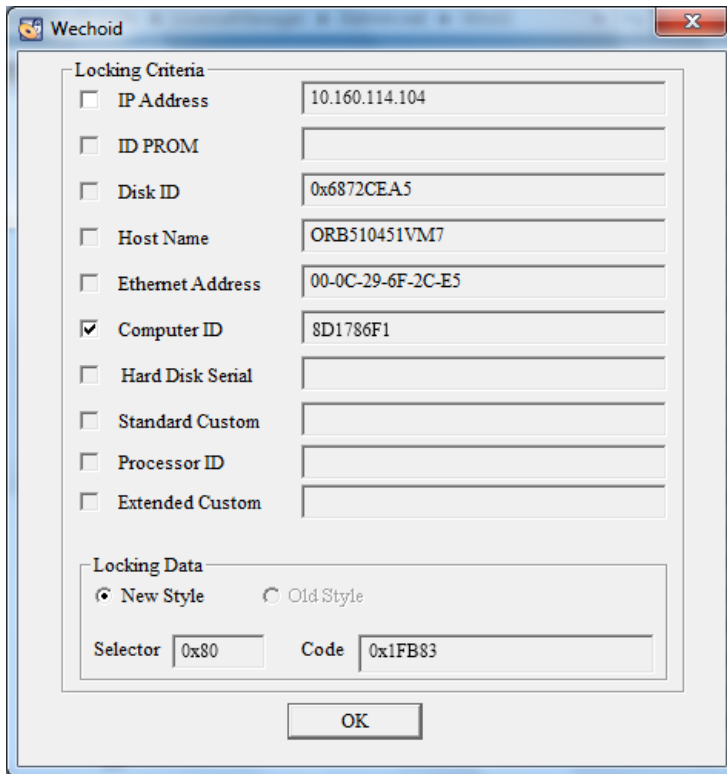 Wechoid
Locking Criteria
IP Address 10.160.114.104
ID PROM
Disk ID 0x6872CEA5
Host Name ORB510451VM7
Ethernet Address 00-0C-29-6F-2C-E5
Computer ID 8D1786F1
Hard Disk Serial
Standard Custom
Processor ID
Extended Custom
Locking Data
New Style Old Style
Selector 0x80 Code 0x1FB83
OK